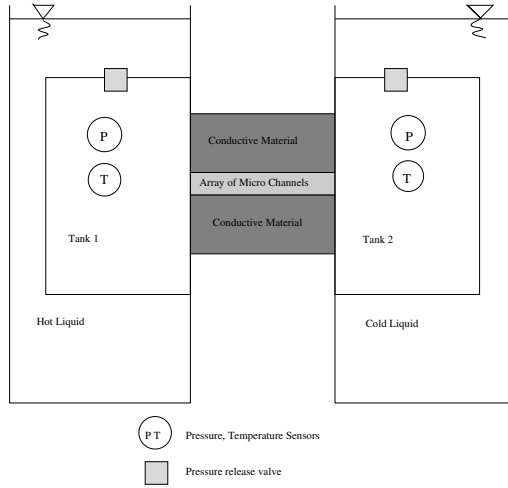 P
P
Conductive Material
T
T
Array of Micro Channels
Conductive Material
Tank 1
Tank 2
Hot Liquid
Cold Liquid
P T
Pressure, Temperature Sensors
Pressure release valve